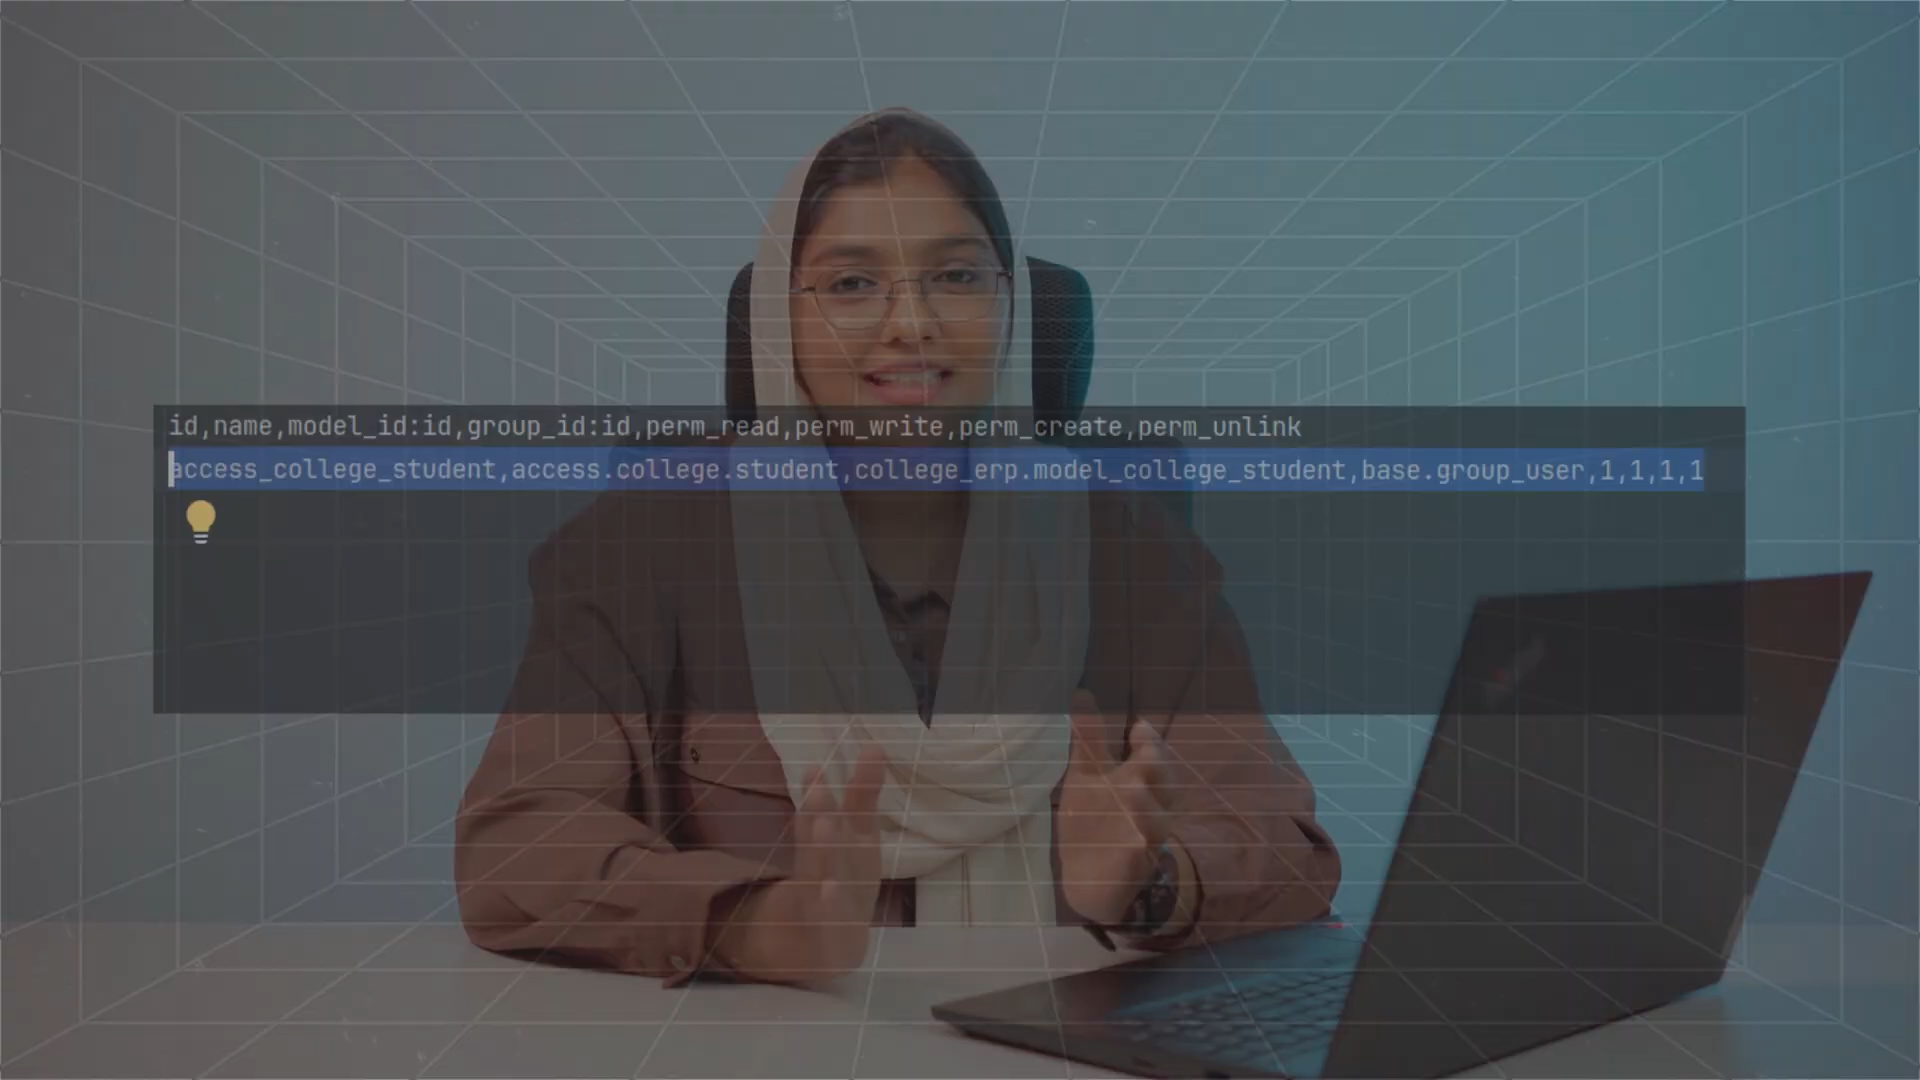 id,name,model_id:id,group_id:id,perm_read,perm_write,perm_create,perm_unlink
access_college_student,access.college.student,college_erp.model_college_student,base.group_user,1,1,1,1